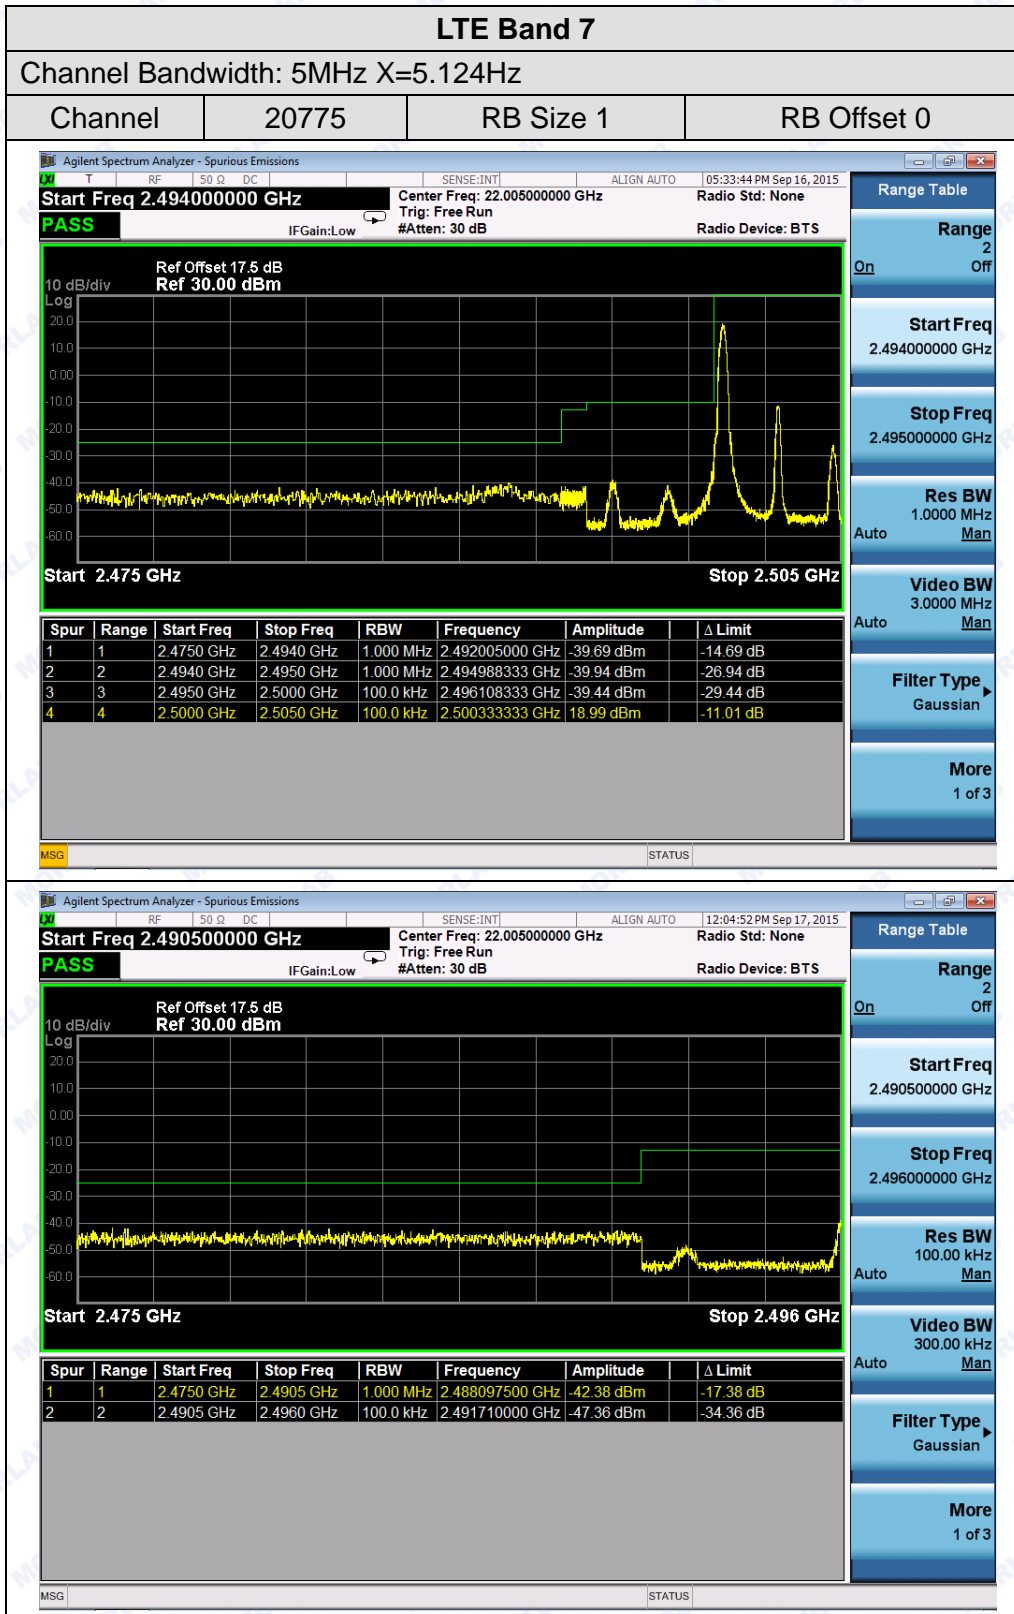 LTE Band 7
Channel Bandwidth: 5MHz X=5.124Hz
Channel 20775 RB Size 1 RB Offset 0
Agilent Spectrum Analyzer - Spurious Emissions
LXI T RF 50 Ω DC SENSE:INT ALIGN AUTO 05:33:44 PM Sep 16, 2015
Start Freq 2.494000000 GHz Center Freq: 22.005000000 GHz Radio Std: None
Trig: Free Run
PASS IFGain:Low #Atten: 30 dB Radio Device: BTS
Ref Offset 17.5 dB
10 dB/div Ref 30.00 dBm
Log
20.0
10.0
0.00
-10.0
-20.0
-30.0
-40.0
-50.0
-60.0
Start 2.475 GHz Stop 2.505 GHz
Spur Range Start Freq Stop Freq RBW Frequency Amplitude Δ Limit
1 1 2.4750 GHz 2.4940 GHz 1.000 MHz 2.492005000 GHz -39.69 dBm -14.69 dB
2 2 2.4940 GHz 2.4950 GHz 1.000 MHz 2.494988333 GHz -39.94 dBm -26.94 dB
3 3 2.4950 GHz 2.5000 GHz 100.0 kHz 2.496108333 GHz -39.44 dBm -29.44 dB
4 4 2.5000 GHz 2.5050 GHz 100.0 kHz 2.500333333 GHz 18.99 dBm -11.01 dB
MSG STATUS
Range Table
Range
2
On Off
Start Freq
2.494000000 GHz
Stop Freq
2.495000000 GHz
Res BW
1.0000 MHz
Auto Man
Video BW
3.0000 MHz
Auto Man
Filter Type
Gaussian
More
1 of 3
Agilent Spectrum Analyzer - Spurious Emissions
LXI RF 50 Ω DC SENSE:INT ALIGN AUTO 12:04:52 PM Sep 17, 2015
Start Freq 2.490500000 GHz Center Freq: 22.005000000 GHz Radio Std: None
Trig: Free Run
PASS IFGain:Low #Atten: 30 dB Radio Device: BTS
Ref Offset 17.5 dB
10 dB/div Ref 30.00 dBm
Log
20.0
10.0
0.00
-10.0
-20.0
-30.0
-40.0
-50.0
-60.0
Start 2.475 GHz Stop 2.496 GHz
Spur Range Start Freq Stop Freq RBW Frequency Amplitude Δ Limit
1 1 2.4750 GHz 2.4905 GHz 1.000 MHz 2.488097500 GHz -42.38 dBm -17.38 dB
2 2 2.4905 GHz 2.4960 GHz 100.0 kHz 2.491710000 GHz -47.36 dBm -34.36 dB
MSG STATUS
Range Table
Range
2
On Off
Start Freq
2.490500000 GHz
Stop Freq
2.496000000 GHz
Res BW
100.00 kHz
Auto Man
Video BW
300.00 kHz
Auto Man
Filter Type
Gaussian
More
1 of 3